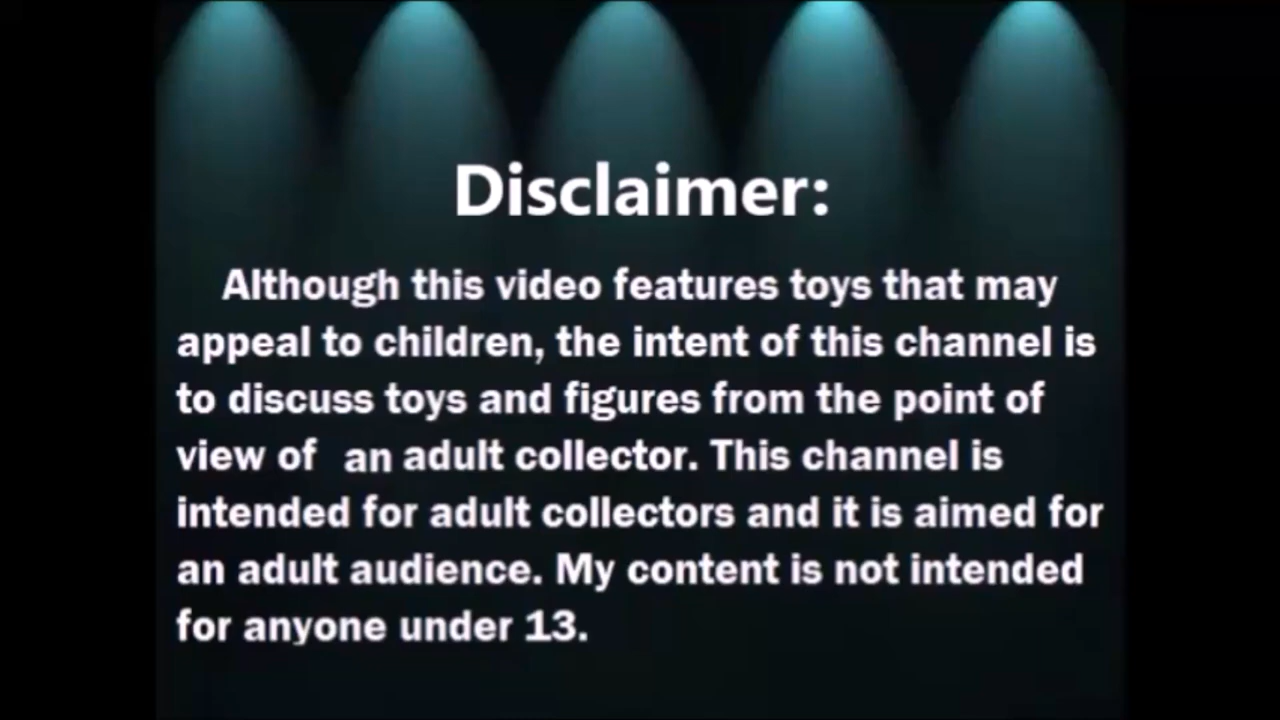 Disclaimer:
Although this video features toys that may
appeal to children, the intent of this channel is
to discuss toys and figures from the point of
view of an adult collector. This channel is
intended for adult collectors and it is aimed for
an adult audience. My content is not intended
for anyone under 13.